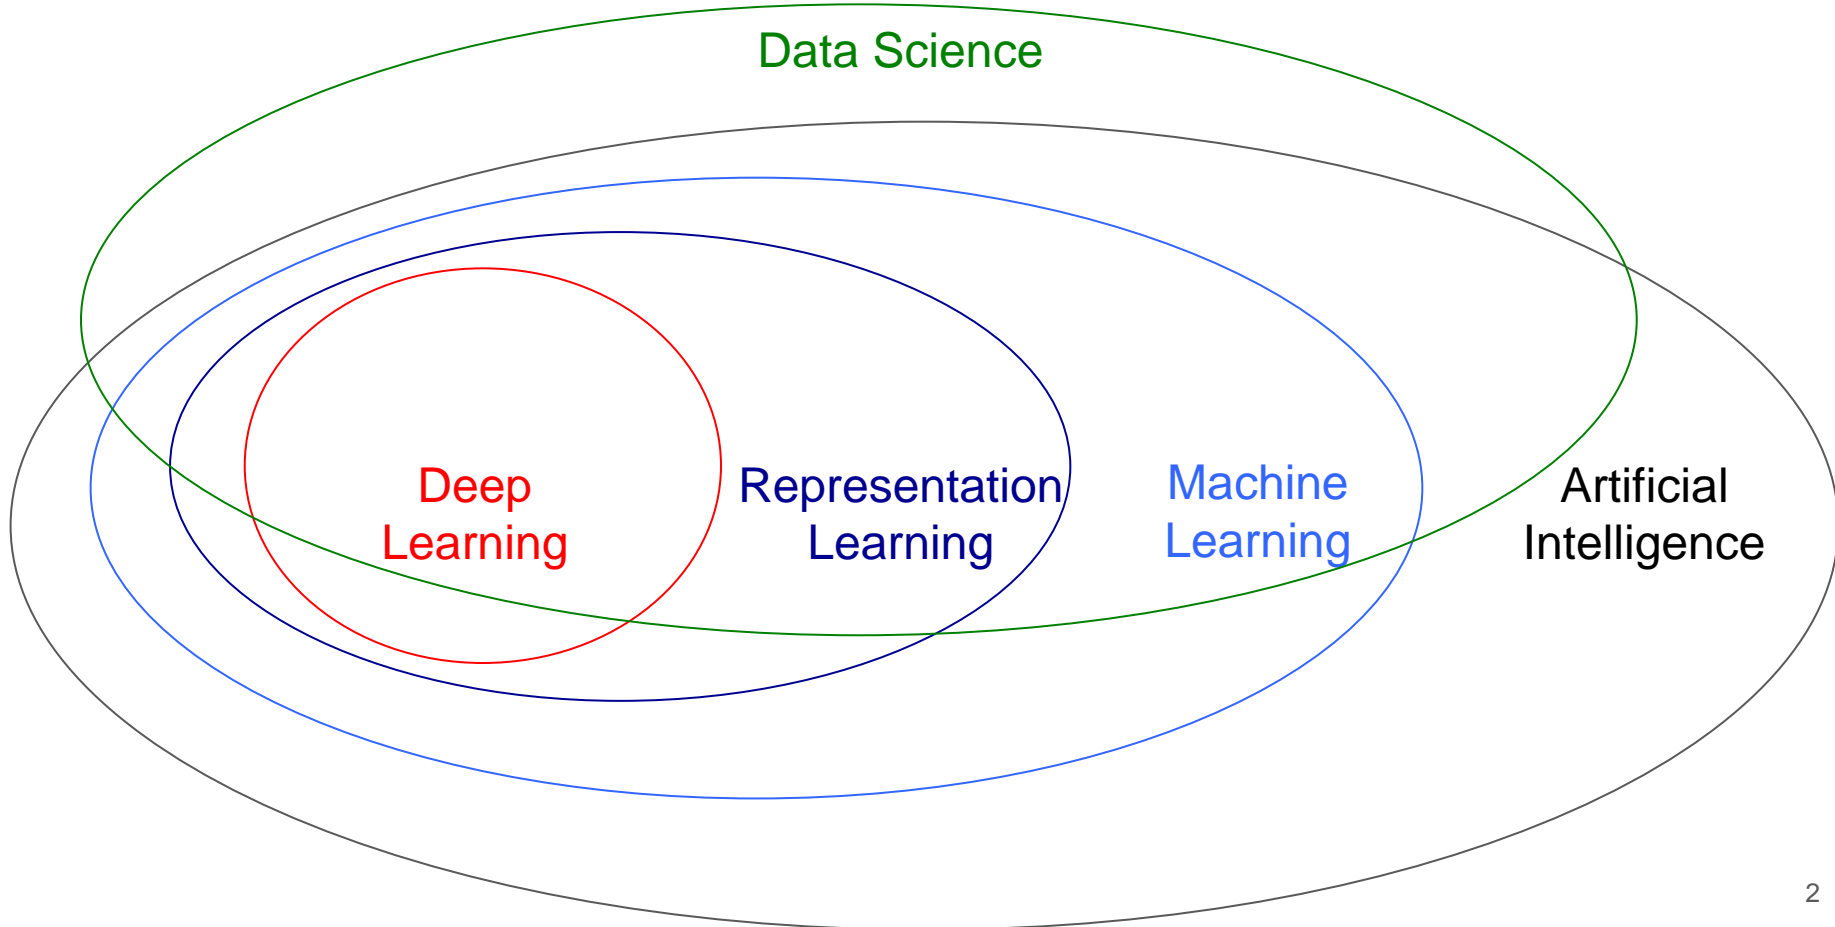 Data Science
Deep
Learning
Representation
Learning
Machine
Learning
Artificial
Intelligence
2